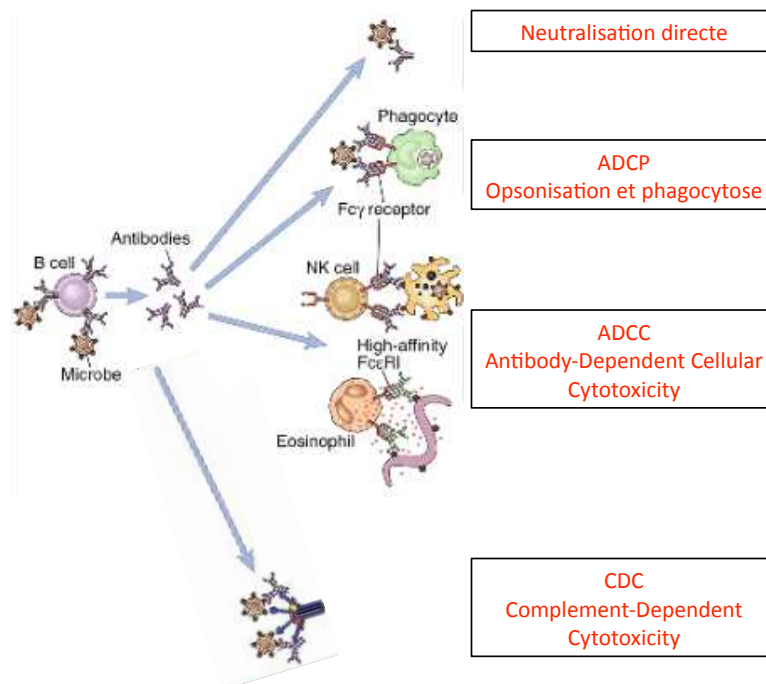 Neutralisation directe
Phagocyte
ADCP
Opsonisation et phagocytose
Fcγ receptor
Antibodies
B cell
NK cell
Microbe
High-affinity
FcεRI
ADCC
Antibody-Dependent Cellular
Cytotoxicity
Eosinophil
CDC
Complement-Dependent
Cytotoxicity